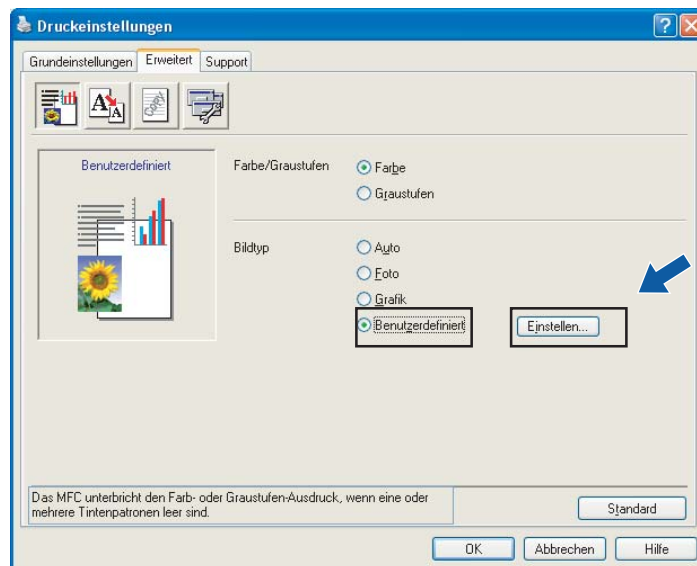 Druckeinstellungen
Grundeinstellungen Erweitert Support
Benutzerdefiniert
Farbe/Graustufen
Farbe
Graustufen
Bildtyp
Auto
Foto
Grafik
Benutzerdefiniert
Einstellen...
Das MFC unterbricht den Farb- oder Graustufen-Ausdruck, wenn eine oder
mehrere Tintenpatronen leer sind.
Standard
OK Abbrechen Hilfe